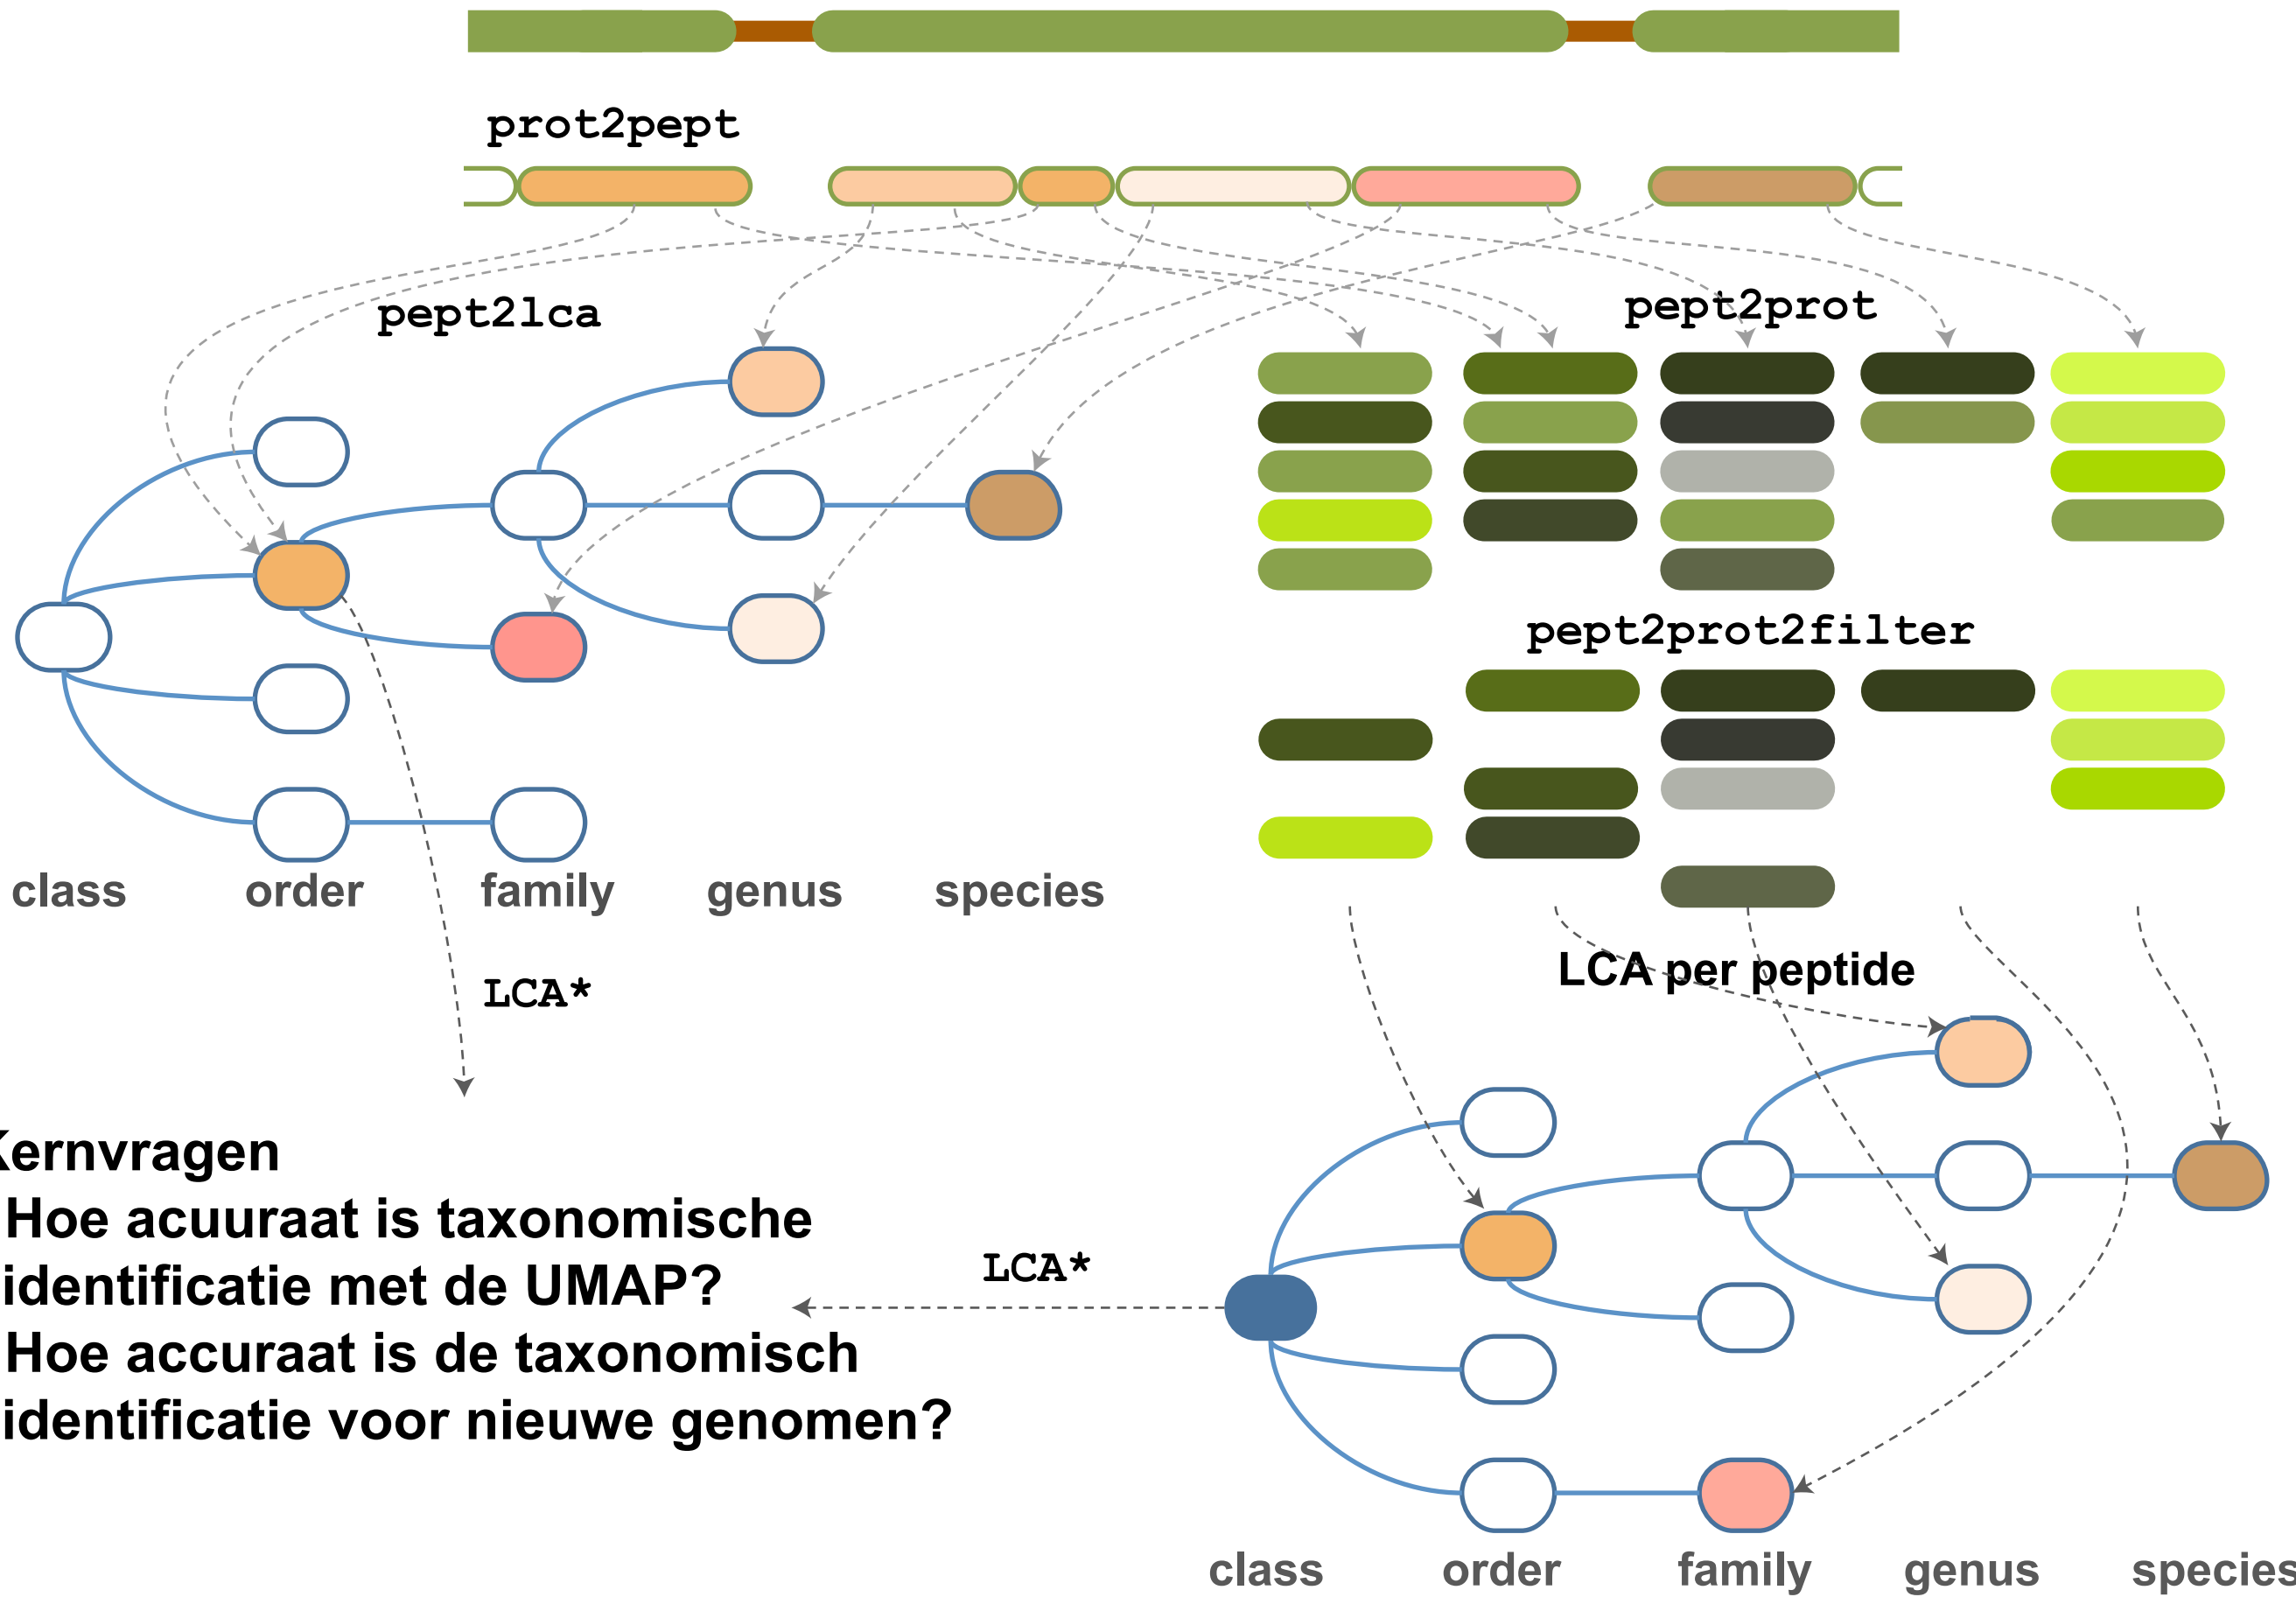 prot2pept
pept2lca
pept2prot
pept2prot2filter
class order family genus species
LCA per peptide
LCA*
Kernvragen
Hoe acuuraat is taxonomische
identificatie met de UMAP?
Hoe accuraat is de taxonomisch
identificatie voor nieuwe genomen?
LCA*
class order family genus species